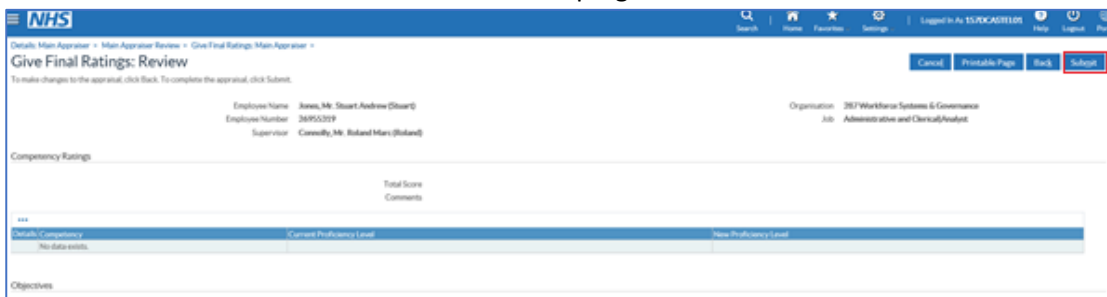 NHS
Search Home Favorites Settings Logged In As 157DCASTEL01 Help Logout
Details: Main Appraiser > Main Appraiser Review > Give Final Ratings: Main Appraiser >
Give Final Ratings: Review
Cancel Printable Page Back Submit
To make changes to the appraisal, click Back. To complete the appraisal, click Submit.
Employee Name Jones, Mr. Stuart Andrew (Stuart)
Organisation 287 Workforce Systems & Governance
Employee Number 26955319
Job Administrative and Clerical|Analyst.
Supervisor Connolly, Mr. Roland Marc (Roland)
Competency Ratings
Total Score
Comments
Details Competency Current Proficiency Level New Proficiency Level
No data exists.
Objectives